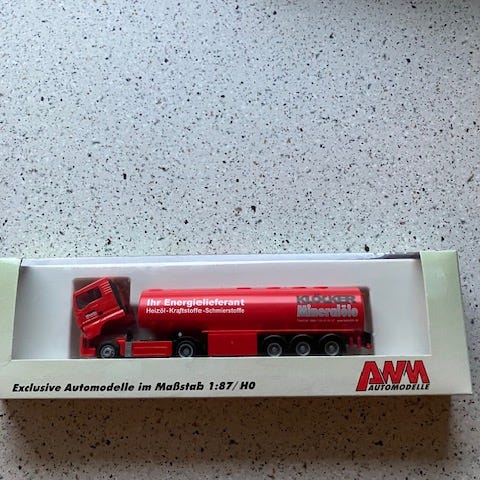 Ihr Energielieferant
Heizöl-Kraftstoffe-Schmierstoffe
KLÖCKER
Mineralöle
Exclusive Automodelle im Maßstab 1:87/H0
AWM
AUTOMODELLE